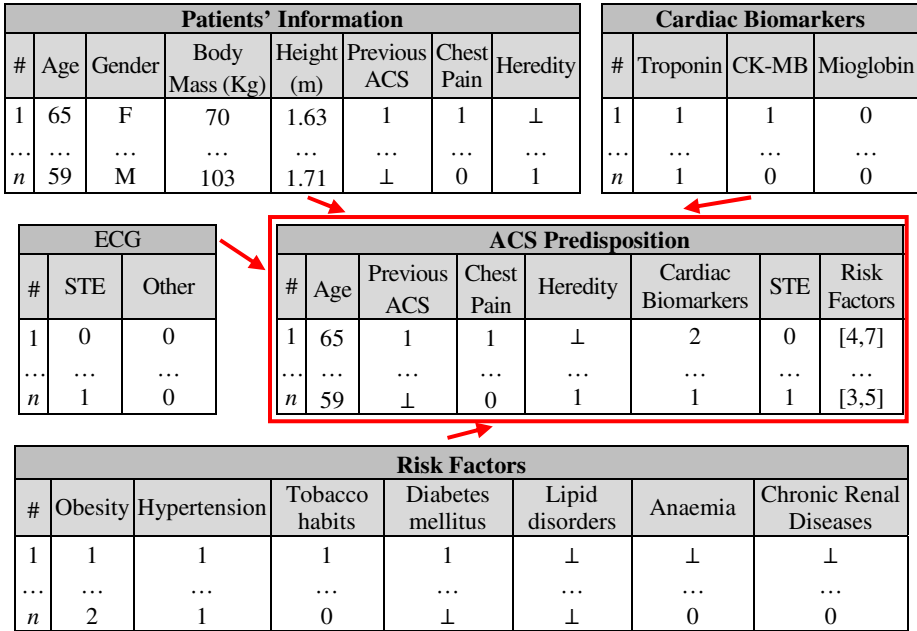 Patients’ Information
# Age Gender Body Mass (Kg) Height (m) Previous ACS Chest Pain Heredity
1 65 F 70 1.63 1 1 ⊥
… … … … … … … …
n 59 M 103 1.71 ⊥ 0 1
Cardiac Biomarkers
# Troponin CK-MB Mioglobin
1 1 1 0
… … … …
n 1 0 0
ECG
# STE Other
1 0 0
… … …
n 1 0
ACS Predisposition
# Age Previous ACS Chest Pain Heredity Cardiac Biomarkers STE Risk Factors
1 65 1 1 ⊥ 2 0 [4,7]
… … … … … … … …
n 59 ⊥ 0 1 1 1 [3,5]
Risk Factors
# Obesity Hypertension Tobacco habits Diabetes mellitus Lipid disorders Anaemia Chronic Renal Diseases
1 1 1 1 1 ⊥ ⊥ ⊥
… … … … … … … …
n 2 1 0 ⊥ ⊥ 0 0